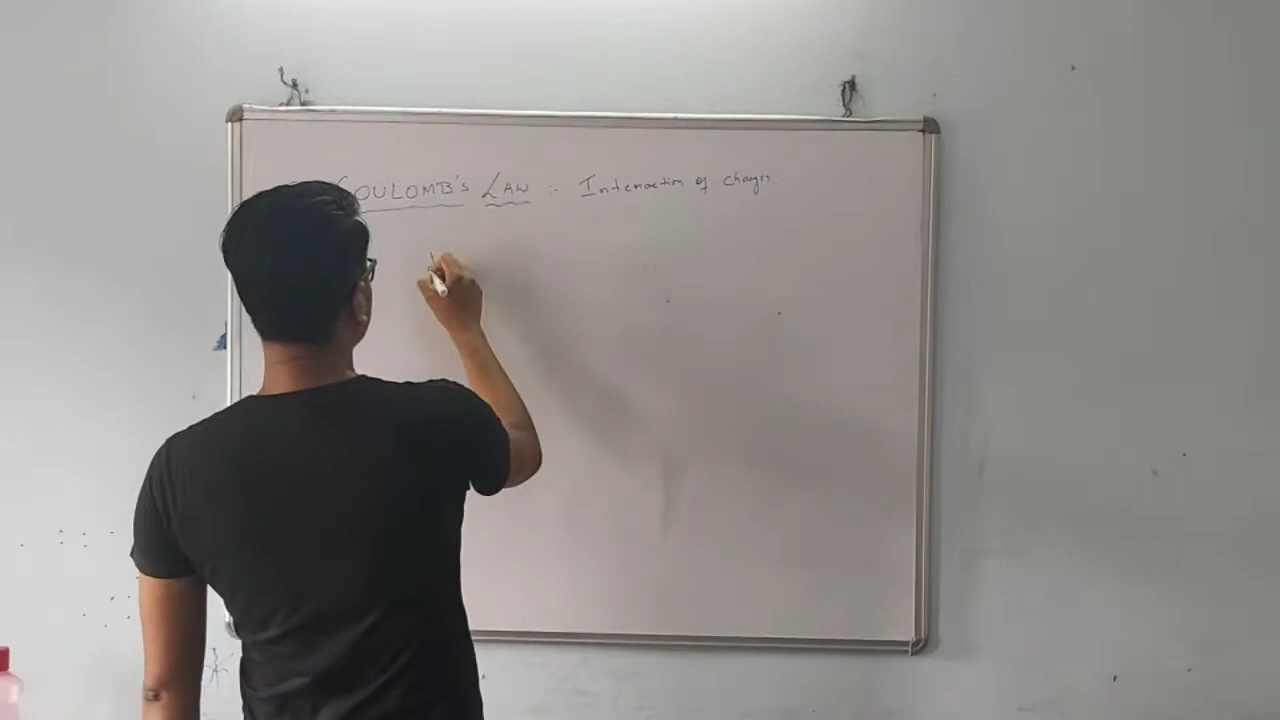 COULOMB's LAW :- Interaction of charges.